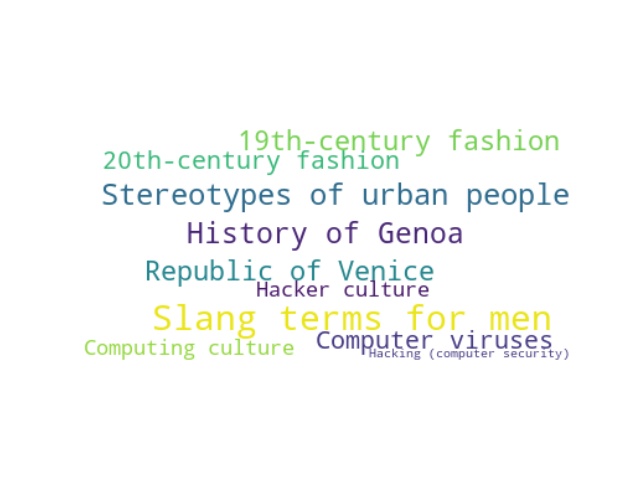 19th-century fashion
20th-century fashion
Stereotypes of urban people
History of Genoa
Republic of Venice
Hacker culture
Slang terms for men
Computer viruses
Computing culture
Hacking (computer security)